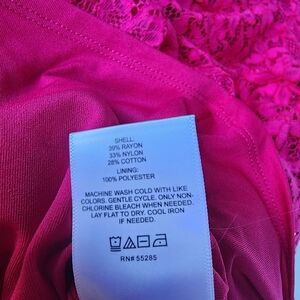 SHELL:
39% RAYON
33% NYLON
28% COTTON
LINING:
100% POLYESTER
MACHINE WASH COLD WITH LIKE
COLORS. GENTLE CYCLE. ONLY NON-
CHLORINE BLEACH WHEN NEEDED.
LAY FLAT TO DRY. COOL IRON
IF NEEDED.
RN# 55285